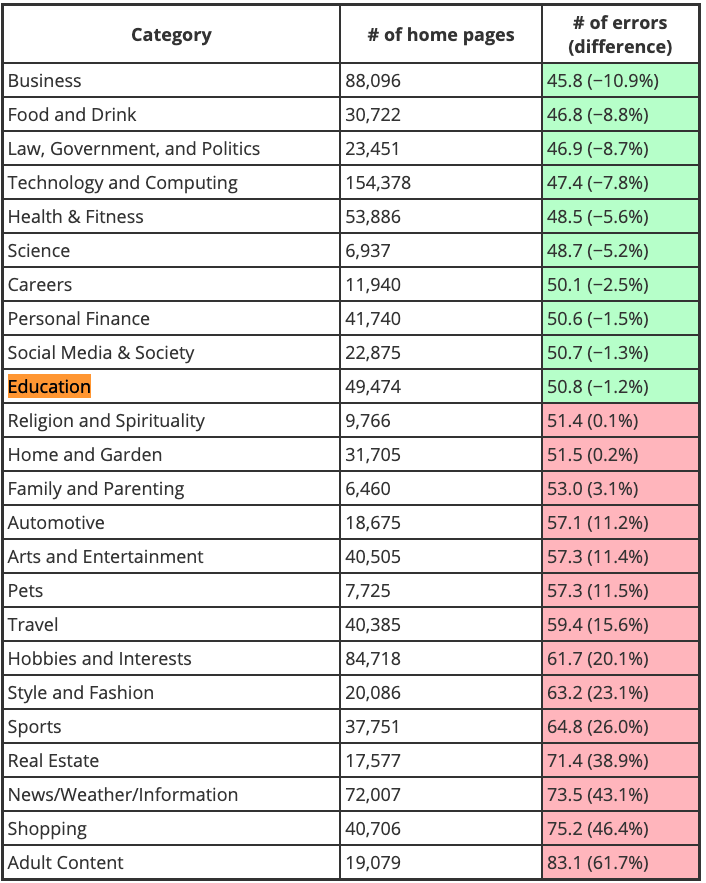 Category # of home pages # of errors
(difference)
Business 88,096 45.8 (−10.9%)
Food and Drink 30,722 46.8 (−8.8%)
Law, Government, and Politics 23,451 46.9 (−8.7%)
Technology and Computing 154,378 47.4 (−7.8%)
Health & Fitness 53,886 48.5 (−5.6%)
Science 6,937 48.7 (−5.2%)
Careers 11,940 50.1 (−2.5%)
Personal Finance 41,740 50.6 (−1.5%)
Social Media & Society 22,875 50.7 (−1.3%)
Education 49,474 50.8 (−1.2%)
Religion and Spirituality 9,766 51.4 (0.1%)
Home and Garden 31,705 51.5 (0.2%)
Family and Parenting 6,460 53.0 (3.1%)
Automotive 18,675 57.1 (11.2%)
Arts and Entertainment 40,505 57.3 (11.4%)
Pets 7,725 57.3 (11.5%)
Travel 40,385 59.4 (15.6%)
Hobbies and Interests 84,718 61.7 (20.1%)
Style and Fashion 20,086 63.2 (23.1%)
Sports 37,751 64.8 (26.0%)
Real Estate 17,577 71.4 (38.9%)
News/Weather/Information 72,007 73.5 (43.1%)
Shopping 40,706 75.2 (46.4%)
Adult Content 19,079 83.1 (61.7%)